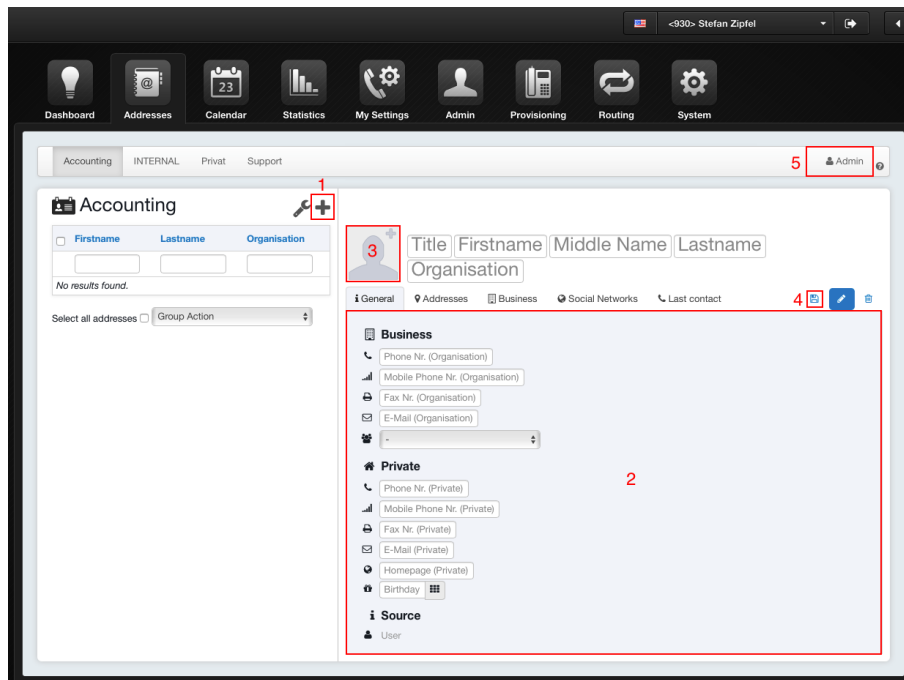 <930> Stefan Zipfel
@
23
Dashboard Addresses Calendar Statistics My Settings Admin Provisioning Routing System
Accounting INTERNAL Privat Support 5 Admin ?
1
Accounting
Firstname Lastname Organisation
No results found.
Select all addresses Group Action
3
Title Firstname Middle Name Lastname
Organisation
General Addresses Business Social Networks Last contact 4
Business
Phone Nr. (Organisation)
Mobile Phone Nr. (Organisation)
Fax Nr. (Organisation)
E-Mail (Organisation)
-
Private
2
Phone Nr. (Private)
Mobile Phone Nr. (Private)
Fax Nr. (Private)
E-Mail (Private)
Homepage (Private)
Birthday
Source
User